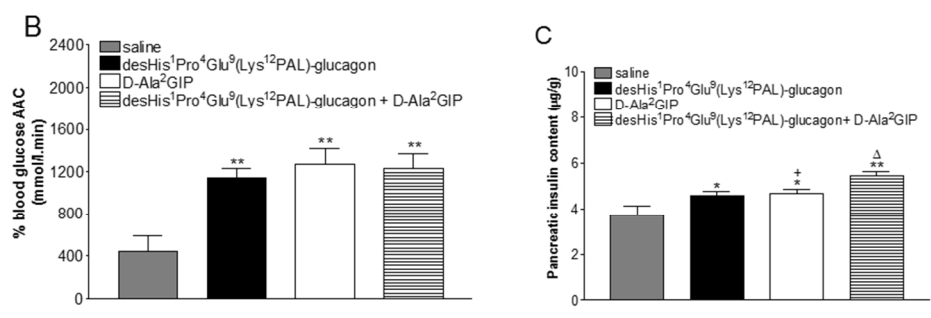 B
% blood glucose AAC
(mmol/l.min)
2400
2000
1600
1200
800
400
0
saline
desHis¹Pro⁴Glu⁹(Lys¹²PAL)-glucagon
D-Ala²GIP
desHis¹Pro⁴Glu⁹(Lys¹²PAL)-glucagon + D-Ala²GIP
**
**
**
C
Pancreatic insulin content (µg/g)
10
8
6
4
2
0
saline
desHis¹Pro⁴Glu⁹(Lys¹²PAL)-glucagon
D-Ala²GIP
desHis¹Pro⁴Glu⁹(Lys¹²PAL)-glucagon+ D-Ala²GIP
*
+
*
Δ
**